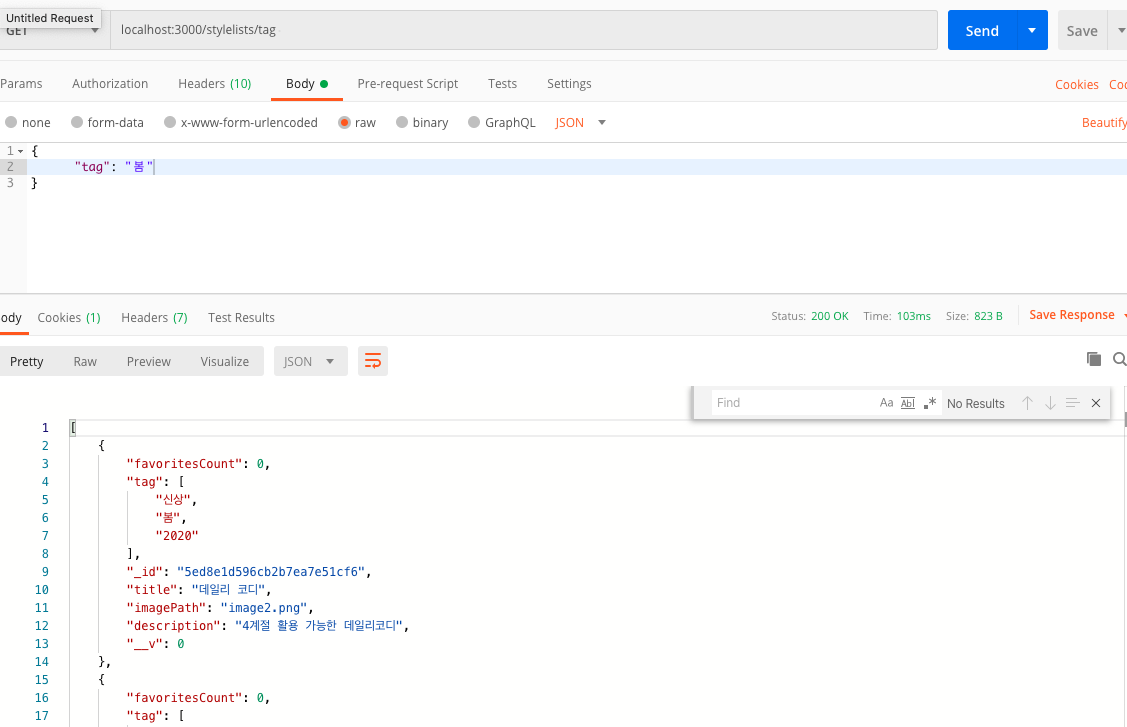 Untitled Request
GET localhost:3000/stylelists/tag Send Save
Params Authorization Headers (10) Body Pre-request Script Tests Settings Cookies
none form-data x-www-form-urlencoded raw binary GraphQL JSON Beautify
1 {
2 "tag": "봄"
3 }
ody Cookies (1) Headers (7) Test Results Status: 200 OK Time: 103ms Size: 823 B Save Response
Pretty Raw Preview Visualize JSON
Find Aa Abl .* No Results
1 [
2 {
3 "favoritesCount": 0,
4 "tag": [
5 "신상",
6 "봄",
7 "2020"
8 ],
9 "_id": "5ed8e1d596cb2b7ea7e51cf6",
10 "title": "데일리 코디",
11 "imagePath": "image2.png",
12 "description": "4계절 활용 가능한 데일리코디",
13 "__v": 0
14 },
15 {
16 "favoritesCount": 0,
17 "tag": [